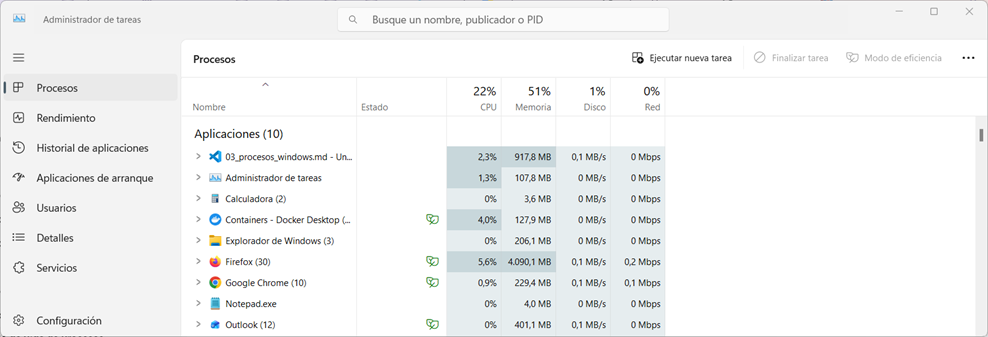 Administrador de tareas
Busque un nombre, publicador o PID
Procesos
Rendimiento
Historial de aplicaciones
Aplicaciones de arranque
Usuarios
Detalles
Servicios
Configuración
Procesos
Ejecutar nueva tarea
Finalizar tarea
Modo de eficiencia
22% 51% 1% 0%
Nombre Estado CPU Memoria Disco Red
Aplicaciones (10)
03_procesos_windows.md - Un... 2,3% 917,8 MB 0,1 MB/s 0 Mbps
Administrador de tareas 1,3% 107,8 MB 0 MB/s 0 Mbps
Calculadora (2) 0% 3,6 MB 0 MB/s 0 Mbps
Containers - Docker Desktop (... 4,0% 127,9 MB 0 MB/s 0 Mbps
Explorador de Windows (3) 0% 206,1 MB 0 MB/s 0 Mbps
Firefox (30) 5,6% 4.090,1 MB 0,1 MB/s 0,2 Mbps
Google Chrome (10) 0,9% 229,4 MB 0,1 MB/s 0,1 Mbps
Notepad.exe 0% 4,0 MB 0 MB/s 0 Mbps
Outlook (12) 0% 401,1 MB 0,1 MB/s 0 Mbps